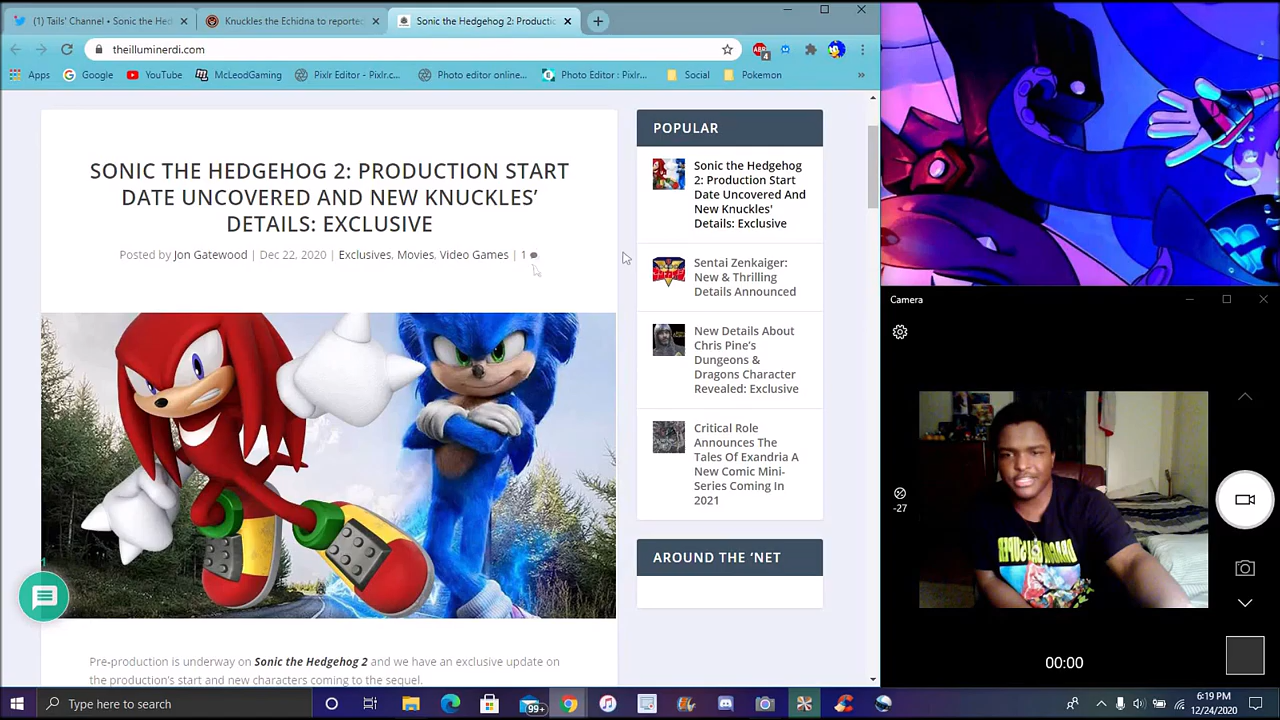 (1) Tails' Channel • Sonic the Hed
Knuckles the Echidna to reported
Sonic the Hedgehog 2: Producti
theilluminerdi.com
ABP
4
Apps
Google
YouTube
McLeodGaming
Pixlr Editor - Pixlr.c...
Photo editor online...
Photo Editor : Pixlr...
Social
Pokemon
»
SONIC THE HEDGEHOG 2: PRODUCTION START
DATE UNCOVERED AND NEW KNUCKLES'
DETAILS: EXCLUSIVE
Posted by Jon Gatewood | Dec 22, 2020 | Exclusives, Movies, Video Games | 1
Pre-production is underway on Sonic the Hedgehog 2 and we have an exclusive update on
the production's start and new characters coming to the sequel.
POPULAR
Sonic the Hedgehog
2: Production Start
Date Uncovered And
New Knuckles'
Details: Exclusive
Sentai Zenkaiger:
New & Thrilling
Details Announced
New Details About
Chris Pine's
Dungeons &
Dragons Character
Revealed: Exclusive
Critical Role
Announces The
Tales Of Exandria A
New Comic Mini-
Series Coming In
2021
AROUND THE 'NET
Camera
-27
00:00
Type here to search
99+
6:19 PM
12/24/2020